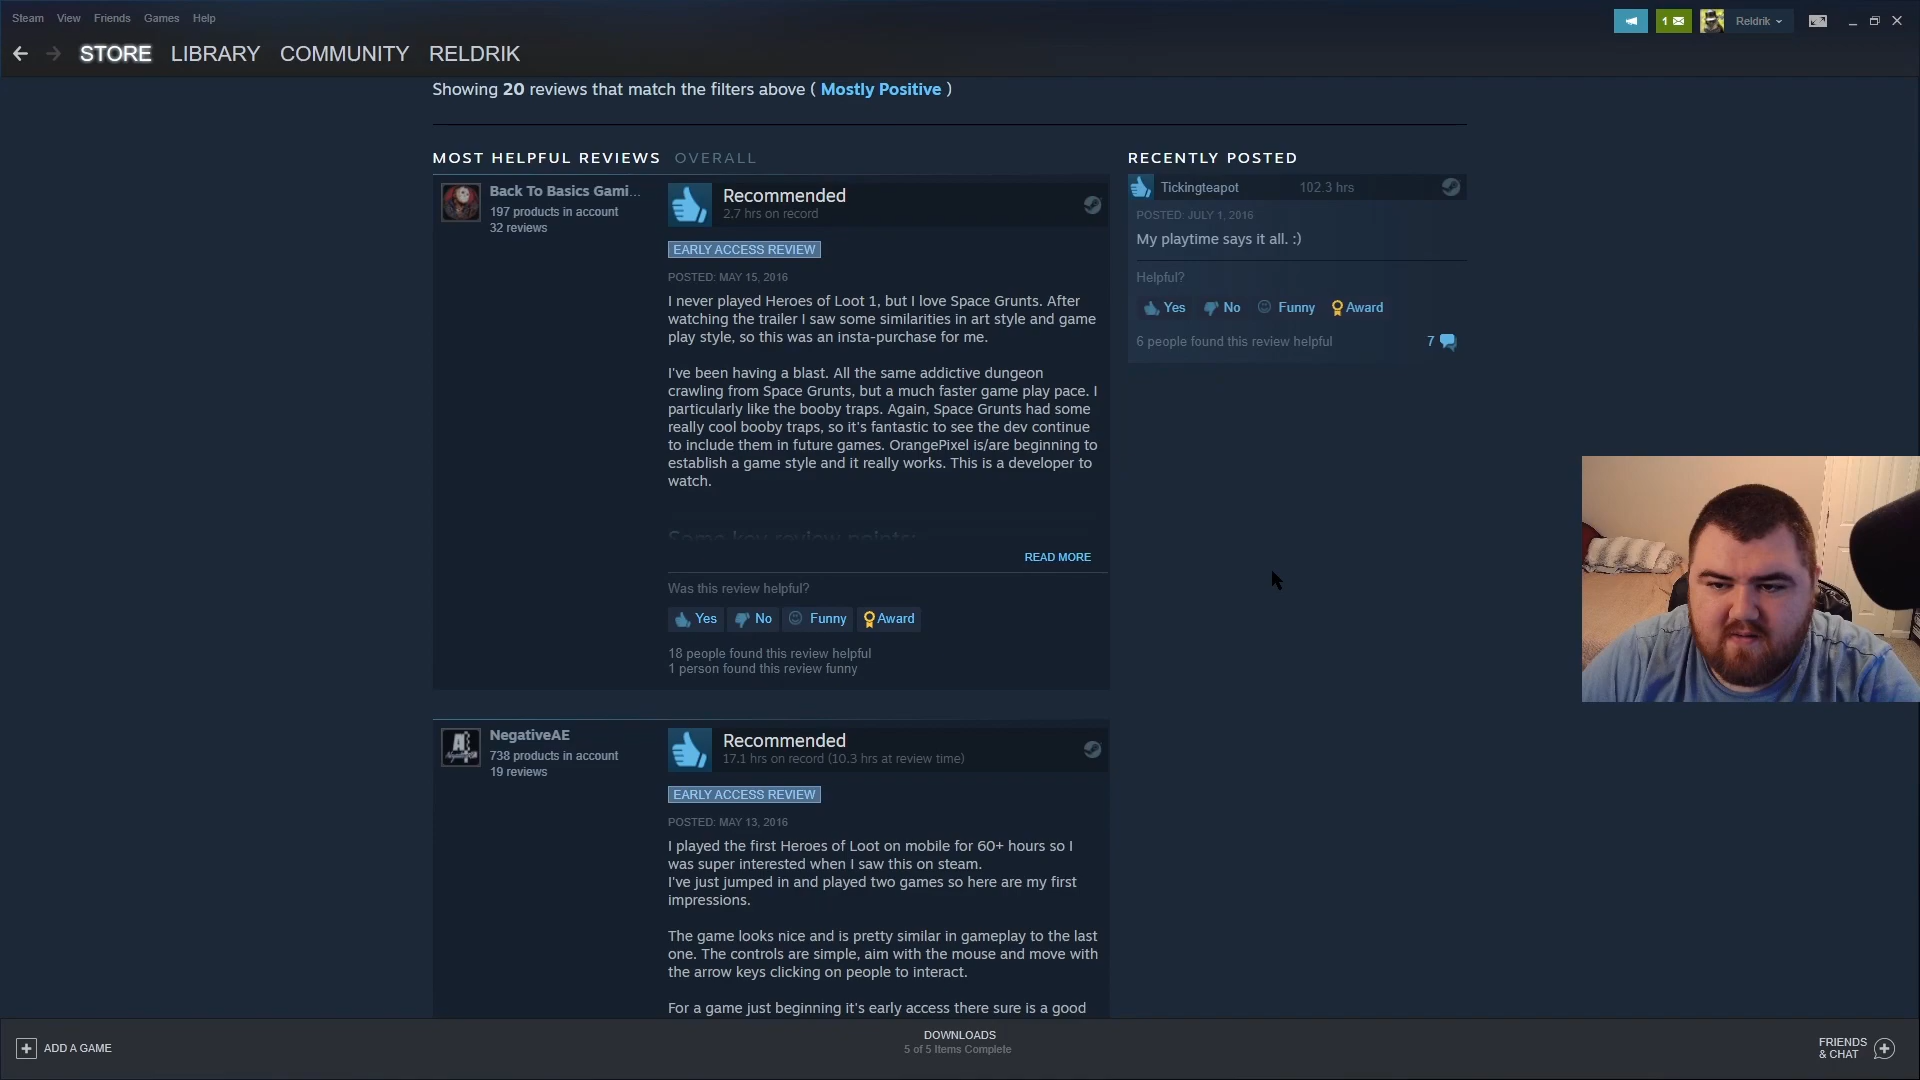 Steam View Friends Games Help
1
Reldrik
STORE LIBRARY COMMUNITY RELDRIK
Showing 20 reviews that match the filters above ( Mostly Positive )
MOST HELPFUL REVIEWS OVERALL
Back To Basics Gami...
197 products in account
32 reviews
Recommended
2.7 hrs on record
EARLY ACCESS REVIEW
POSTED: MAY 15, 2016
I never played Heroes of Loot 1, but I love Space Grunts. After
watching the trailer I saw some similarities in art style and game
play style, so this was an insta-purchase for me.
I've been having a blast. All the same addictive dungeon
crawling from Space Grunts, but a much faster game play pace. I
particularly like the booby traps. Again, Space Grunts had some
really cool booby traps, so it's fantastic to see the dev continue
to include them in future games. OrangePixel is/are beginning to
establish a game style and it really works. This is a developer to
watch.
Some key review points:
READ MORE
Was this review helpful?
Yes No Funny Award
18 people found this review helpful
1 person found this review funny
NegativeAE
738 products in account
19 reviews
Recommended
17.1 hrs on record (10.3 hrs at review time)
EARLY ACCESS REVIEW
POSTED: MAY 13, 2016
I played the first Heroes of Loot on mobile for 60+ hours so I
was super interested when I saw this on steam.
I've just jumped in and played two games so here are my first
impressions.
The game looks nice and is pretty similar in gameplay to the last
one. The controls are simple, aim with the mouse and move with
the arrow keys clicking on people to interact.
For a game just beginning it's early access there sure is a good
RECENTLY POSTED
Tickingteapot 102.3 hrs
POSTED: JULY 1, 2016
My playtime says it all. :)
Helpful?
Yes No Funny Award
6 people found this review helpful 7
ADD A GAME
DOWNLOADS
5 of 5 Items Complete
FRIENDS
& CHAT